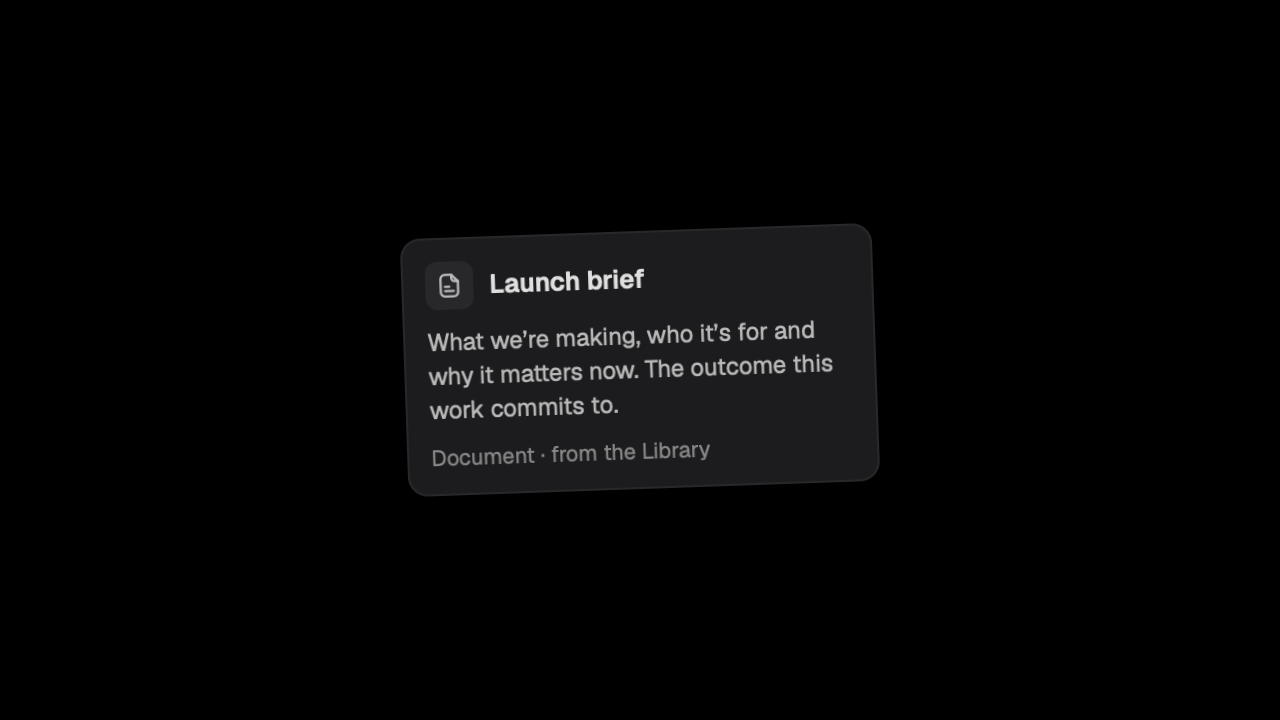 Launch brief
What we’re making, who it’s for and
why it matters now. The outcome this
work commits to.
Document · from the Library